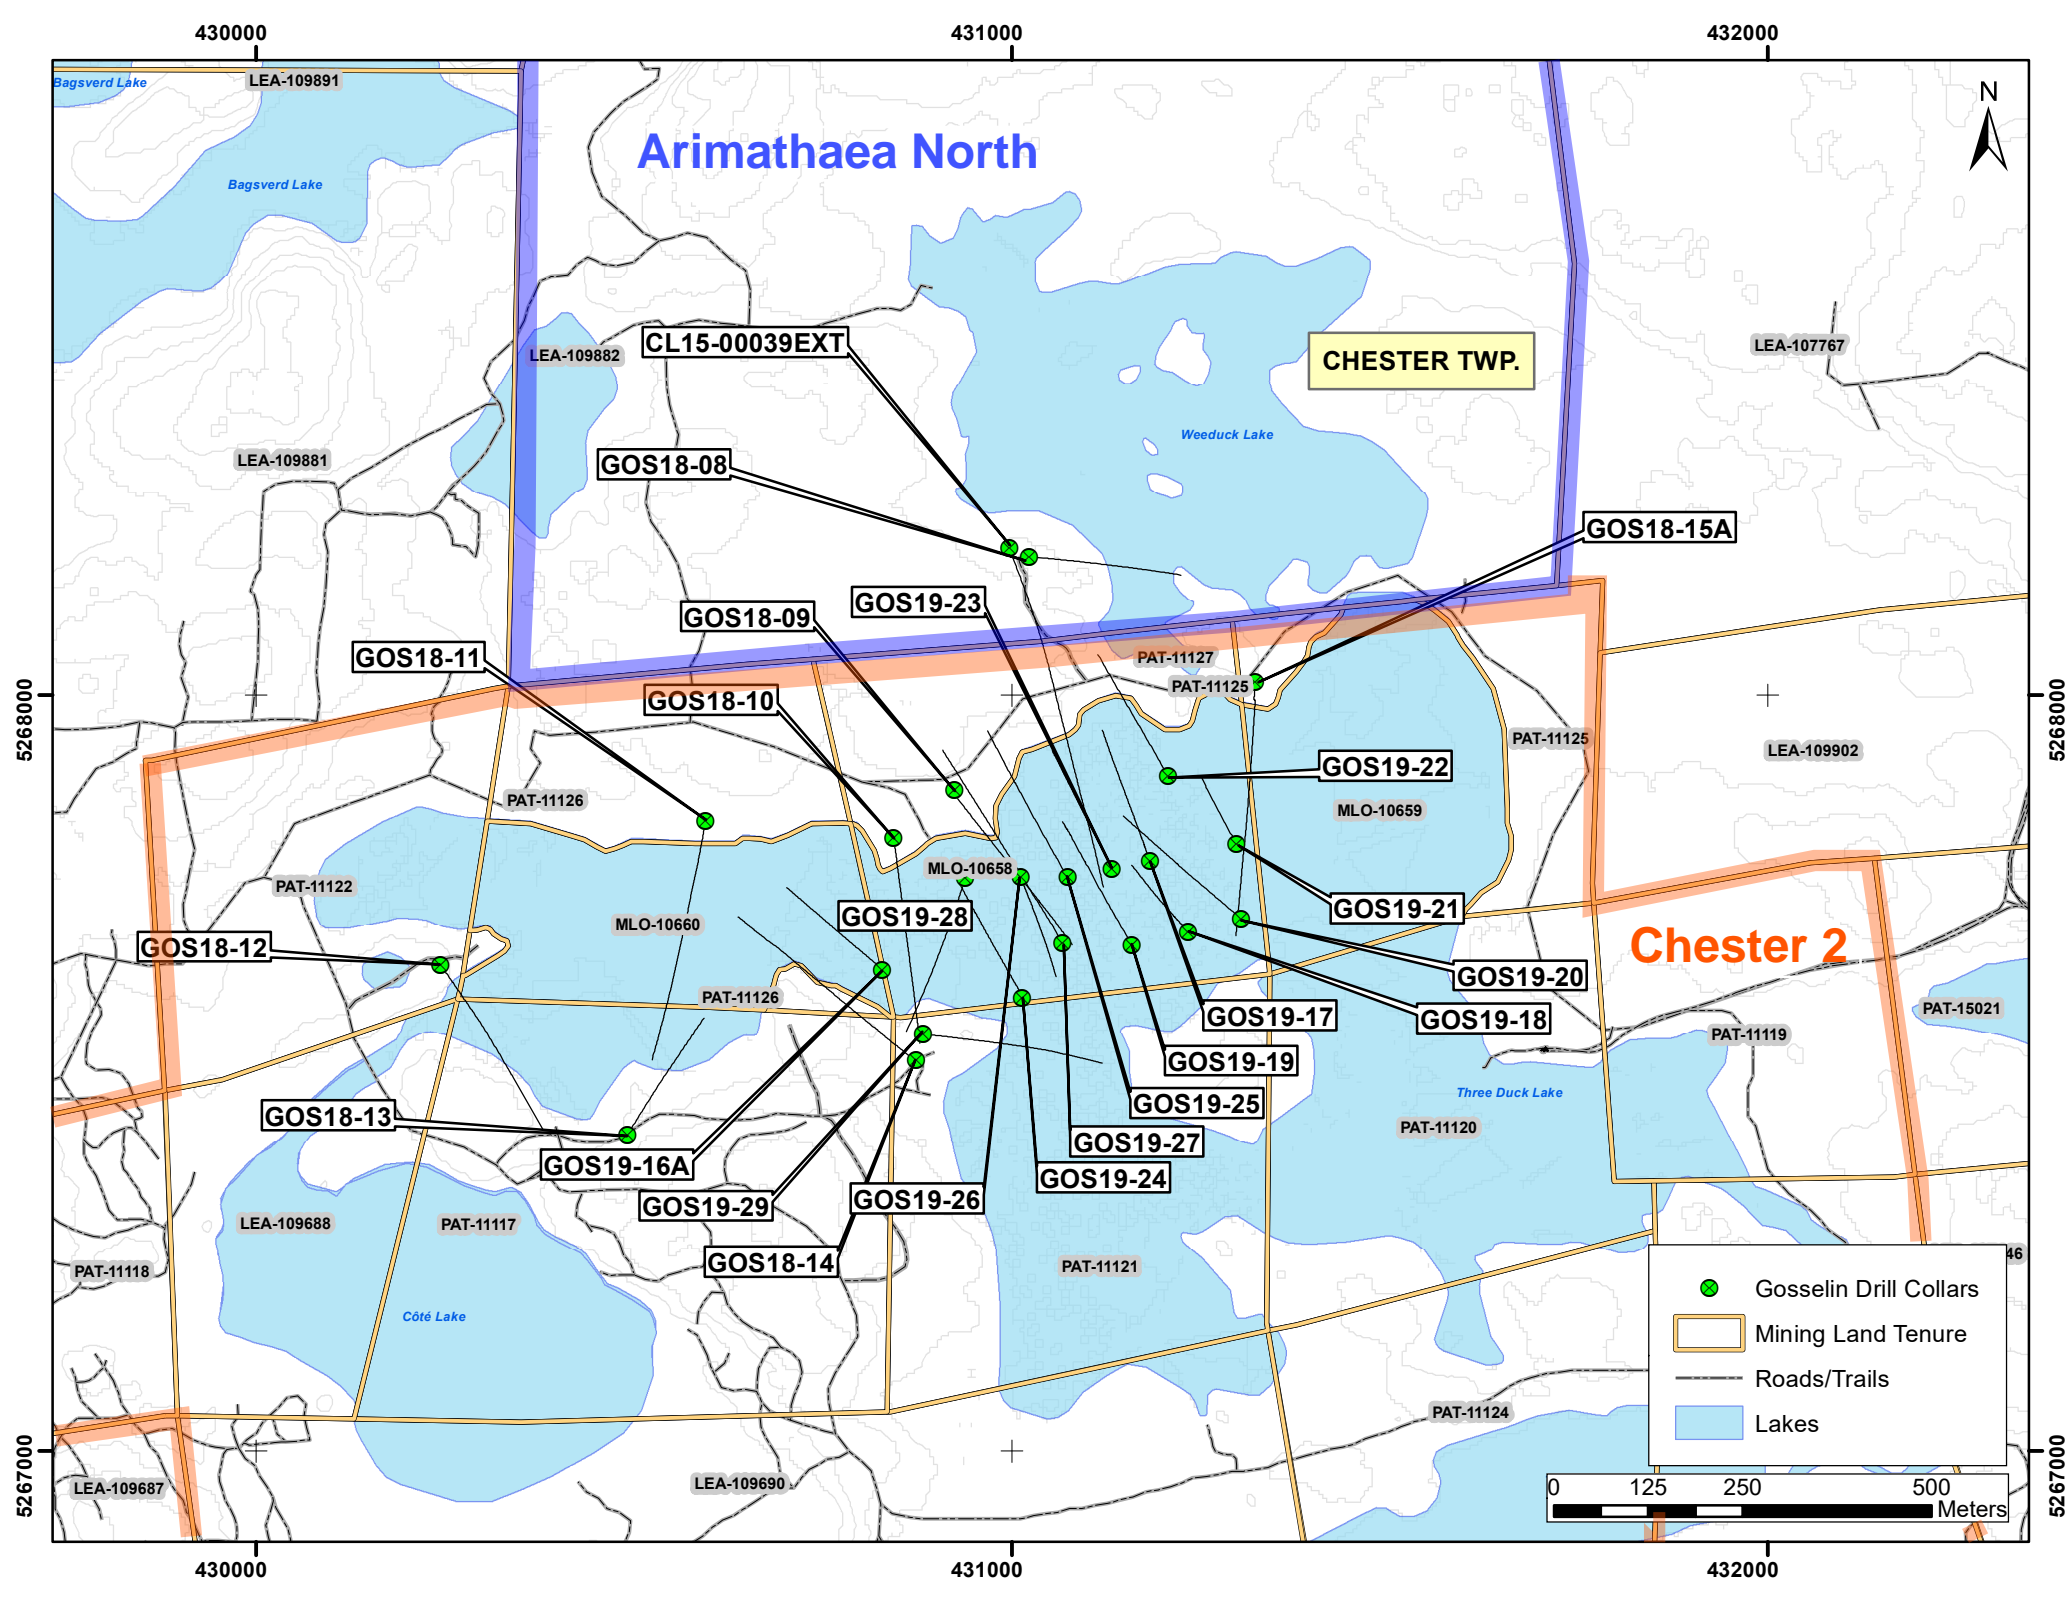 430000
431000
432000
Bagsverd Lake
LEA-109891
N
Arimathaea North
Bagsverd Lake
CL15-00039EXT
LEA-109882
CHESTER TWP.
LEA-107767
Weeduck Lake
LEA-109881
GOS18-08
GOS18-15A
GOS19-23
GOS18-09
GOS18-11
PAT-11127
PAT-11125
GOS18-10
5268000
5268000
PAT-11125
LEA-109902
GOS19-22
PAT-11126
MLO-10659
MLO-10658
PAT-11122
GOS19-28
GOS19-21
MLO-10660
GOS18-12
Chester 2
GOS19-20
PAT-11126
PAT-15021
GOS19-17
GOS19-18
PAT-11119
GOS19-19
Three Duck Lake
GOS19-25
GOS18-13
PAT-11120
GOS19-27
GOS19-16A
GOS19-24
GOS19-29
GOS19-26
LEA-109688
PAT-11117
46
GOS18-14
PAT-11121
PAT-11118
Gosselin Drill Collars
Côté Lake
Mining Land Tenure
Roads/Trails
PAT-11124
Lakes
5267000
5267000
LEA-109687
LEA-109690
0 125 250 500
Meters
430000
431000
432000